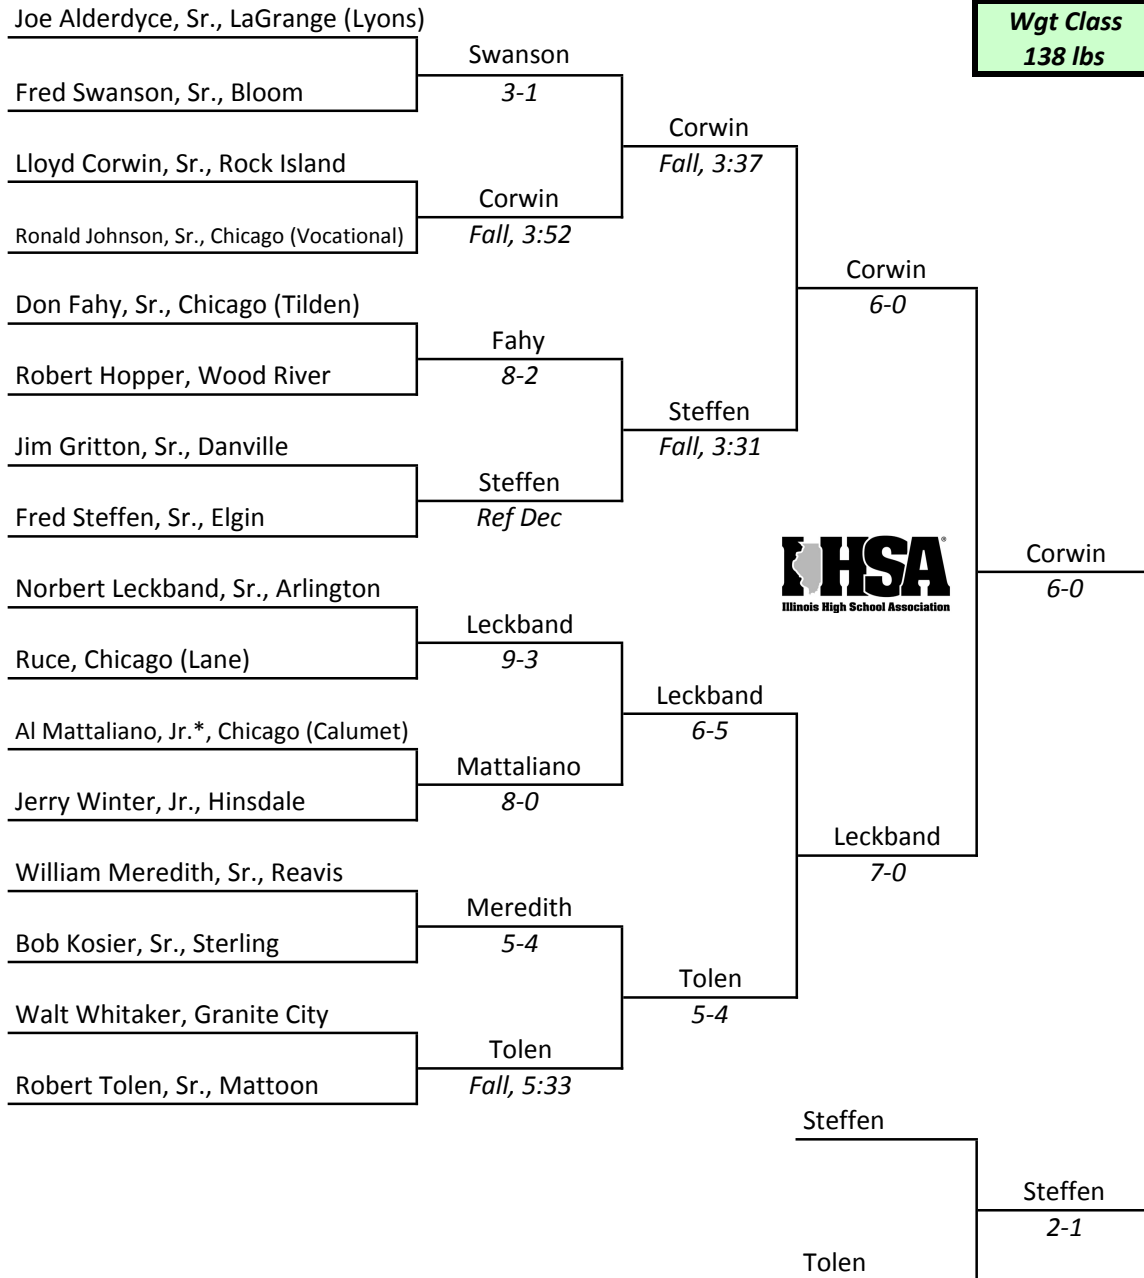 Joe Alderdyce, Sr., LaGrange (Lyons)
Wgt Class
138 lbs
Swanson
3-1
Fred Swanson, Sr., Bloom
Corwin
Fall, 3:37
Lloyd Corwin, Sr., Rock Island
Corwin
Fall, 3:52
Ronald Johnson, Sr., Chicago (Vocational)
Corwin
6-0
Don Fahy, Sr., Chicago (Tilden)
Fahy
8-2
Robert Hopper, Wood River
Steffen
Fall, 3:31
Jim Gritton, Sr., Danville
Steffen
Ref Dec
Fred Steffen, Sr., Elgin
IHSA®
Illinois High School Association
Corwin
6-0
Norbert Leckband, Sr., Arlington
Leckband
9-3
Ruce, Chicago (Lane)
Leckband
6-5
Al Mattaliano, Jr.*, Chicago (Calumet)
Mattaliano
8-0
Jerry Winter, Jr., Hinsdale
Leckband
7-0
William Meredith, Sr., Reavis
Meredith
5-4
Bob Kosier, Sr., Sterling
Tolen
5-4
Walt Whitaker, Granite City
Tolen
Fall, 5:33
Robert Tolen, Sr., Mattoon
Steffen
Steffen
2-1
Tolen